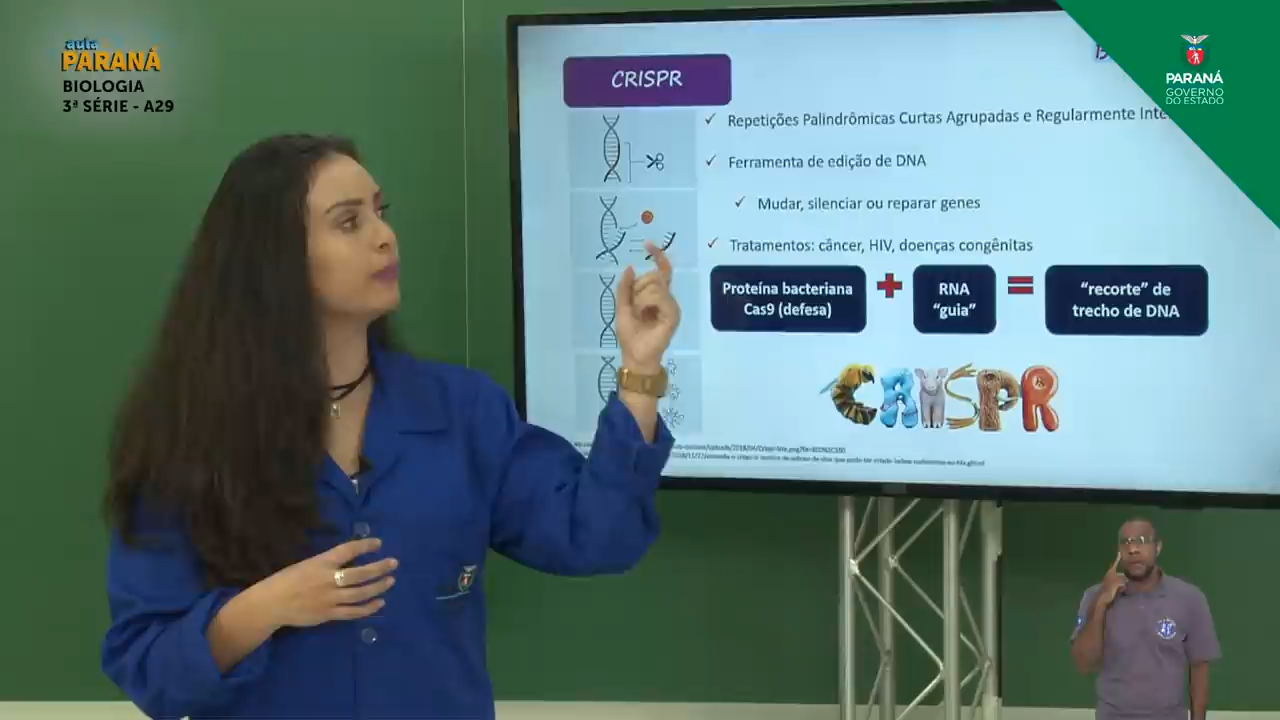 aula
PARANÁ
BIOLOGIA
3ª SÉRIE - A29
PARANÁ
GOVERNO
DO ESTADO
CRISPR
✓ Repetições Palindrômicas Curtas Agrupadas e Regularmente
✓ Ferramenta de edição de DNA
✓ Mudar, silenciar ou reparar genes
✓ Tratamentos: câncer, HIV, doenças congênitas
Proteína bacteriana
Cas9 (defesa)
+
RNA
“guia”
=
“recorte” de
trecho de DNA
CRISPR